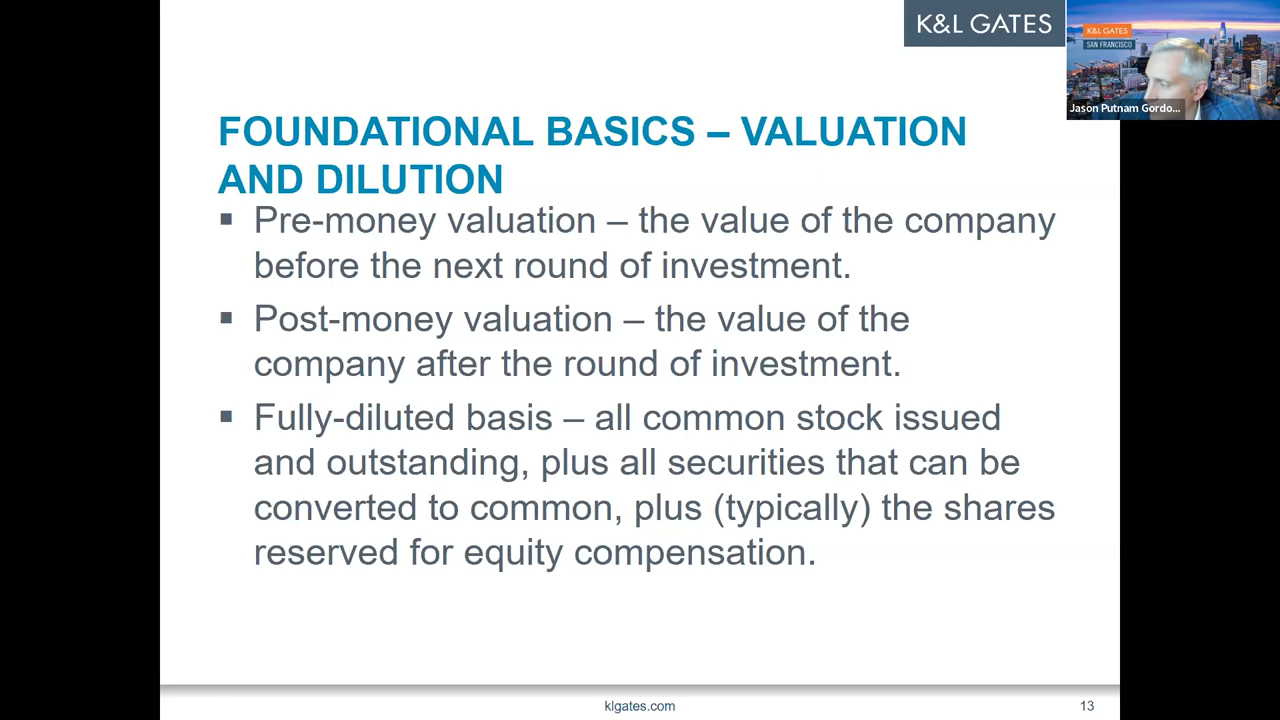 K&L GATES
K&L GATES
SAN FRANCISCO
Jason Putnam Gordo...
FOUNDATIONAL BASICS – VALUATION
AND DILUTION
▪ Pre-money valuation – the value of the company
before the next round of investment.
▪ Post-money valuation – the value of the
company after the round of investment.
▪ Fully-diluted basis – all common stock issued
and outstanding, plus all securities that can be
converted to common, plus (typically) the shares
reserved for equity compensation.
klgates.com
13